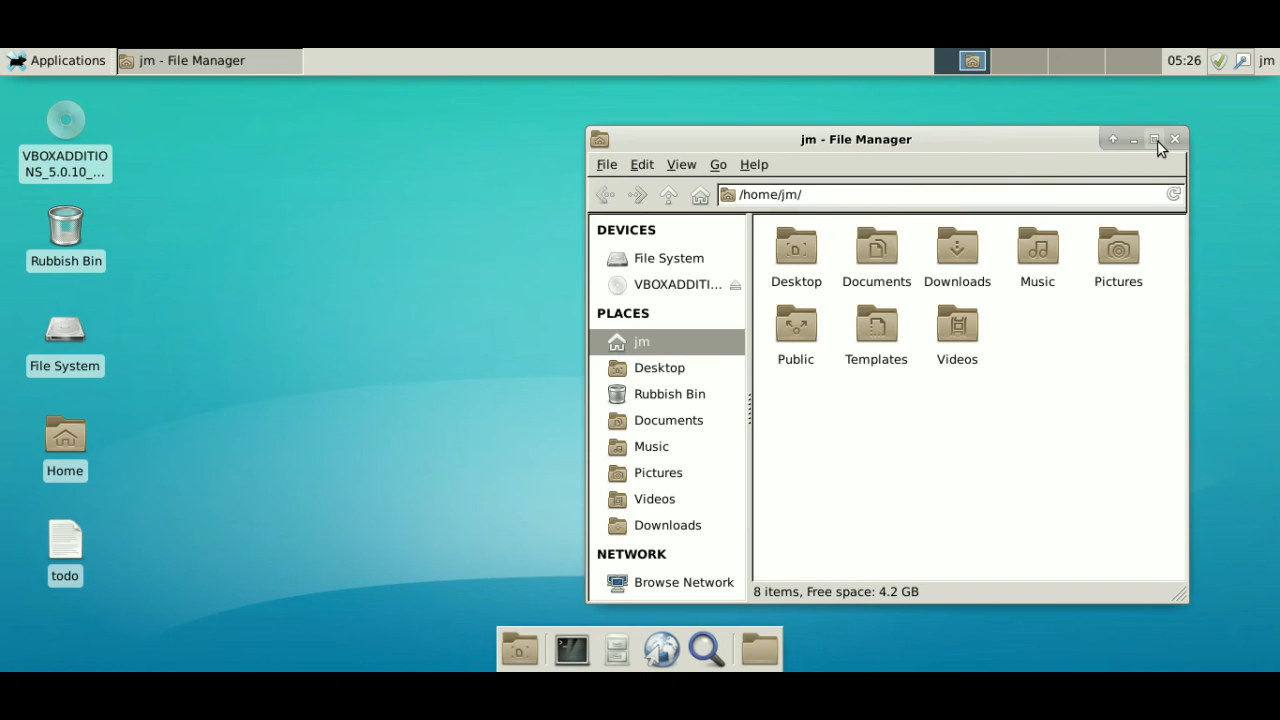 Applications
jm - File Manager
05:26
jm
VBOXADDITIO
NS_5.0.10_...
Rubbish Bin
File System
Home
todo
jm - File Manager
File Edit View Go Help
/home/jm/
DEVICES
File System
VBOXADDITI...
PLACES
jm
Desktop
Rubbish Bin
Documents
Music
Pictures
Videos
Downloads
NETWORK
Browse Network
Desktop Documents Downloads Music Pictures
Public Templates Videos
8 items, Free space: 4.2 GB